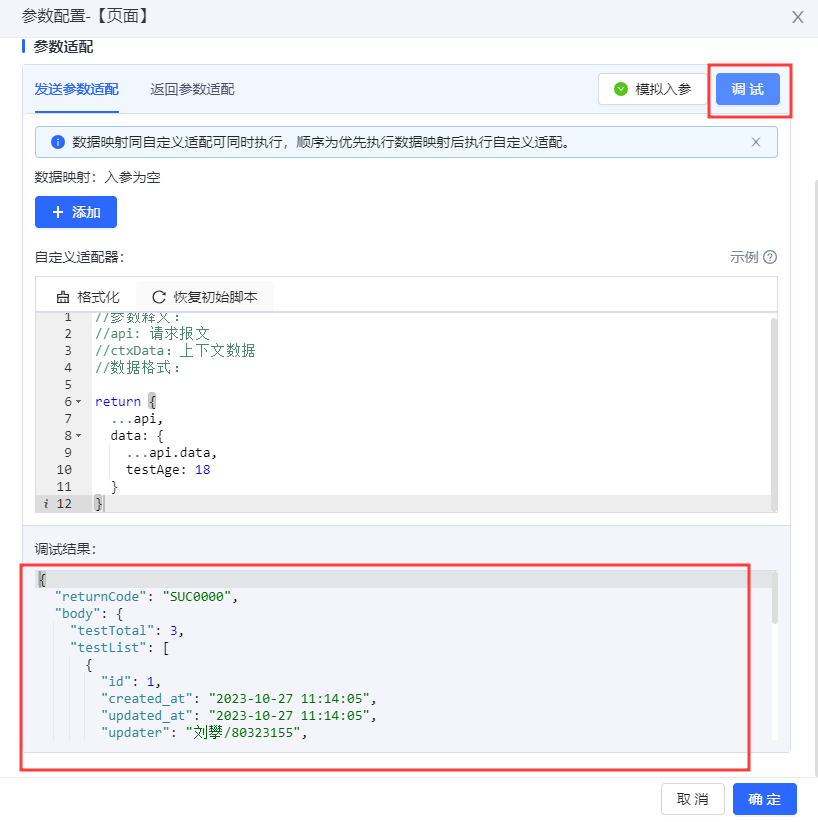 参数配置-【页面】
参数适配
发送参数适配 返回参数适配 模拟入参 调 试
数据映射同自定义适配可同时执行，顺序为优先执行数据映射后执行自定义适配。
数据映射：入参为空
添加
自定义适配器： 示例
格式化 恢复初始脚本
1 //参数释义：
2 //api: 请求报文
3 //ctxData: 上下文数据
4 //数据格式：
5
6 return {
7 ...api,
8 data: {
9 ...api.data,
10 testAge: 18
11 }
i 12 }
调试结果：
{
"returnCode": "SUC0000",
"body": {
"testTotal": 3,
"testList": [
{
"id": 1,
"created_at": "2023-10-27 11:14:05",
"updated_at": "2023-10-27 11:14:05",
"updater": "刘攀/80323155",
取 消 确 定